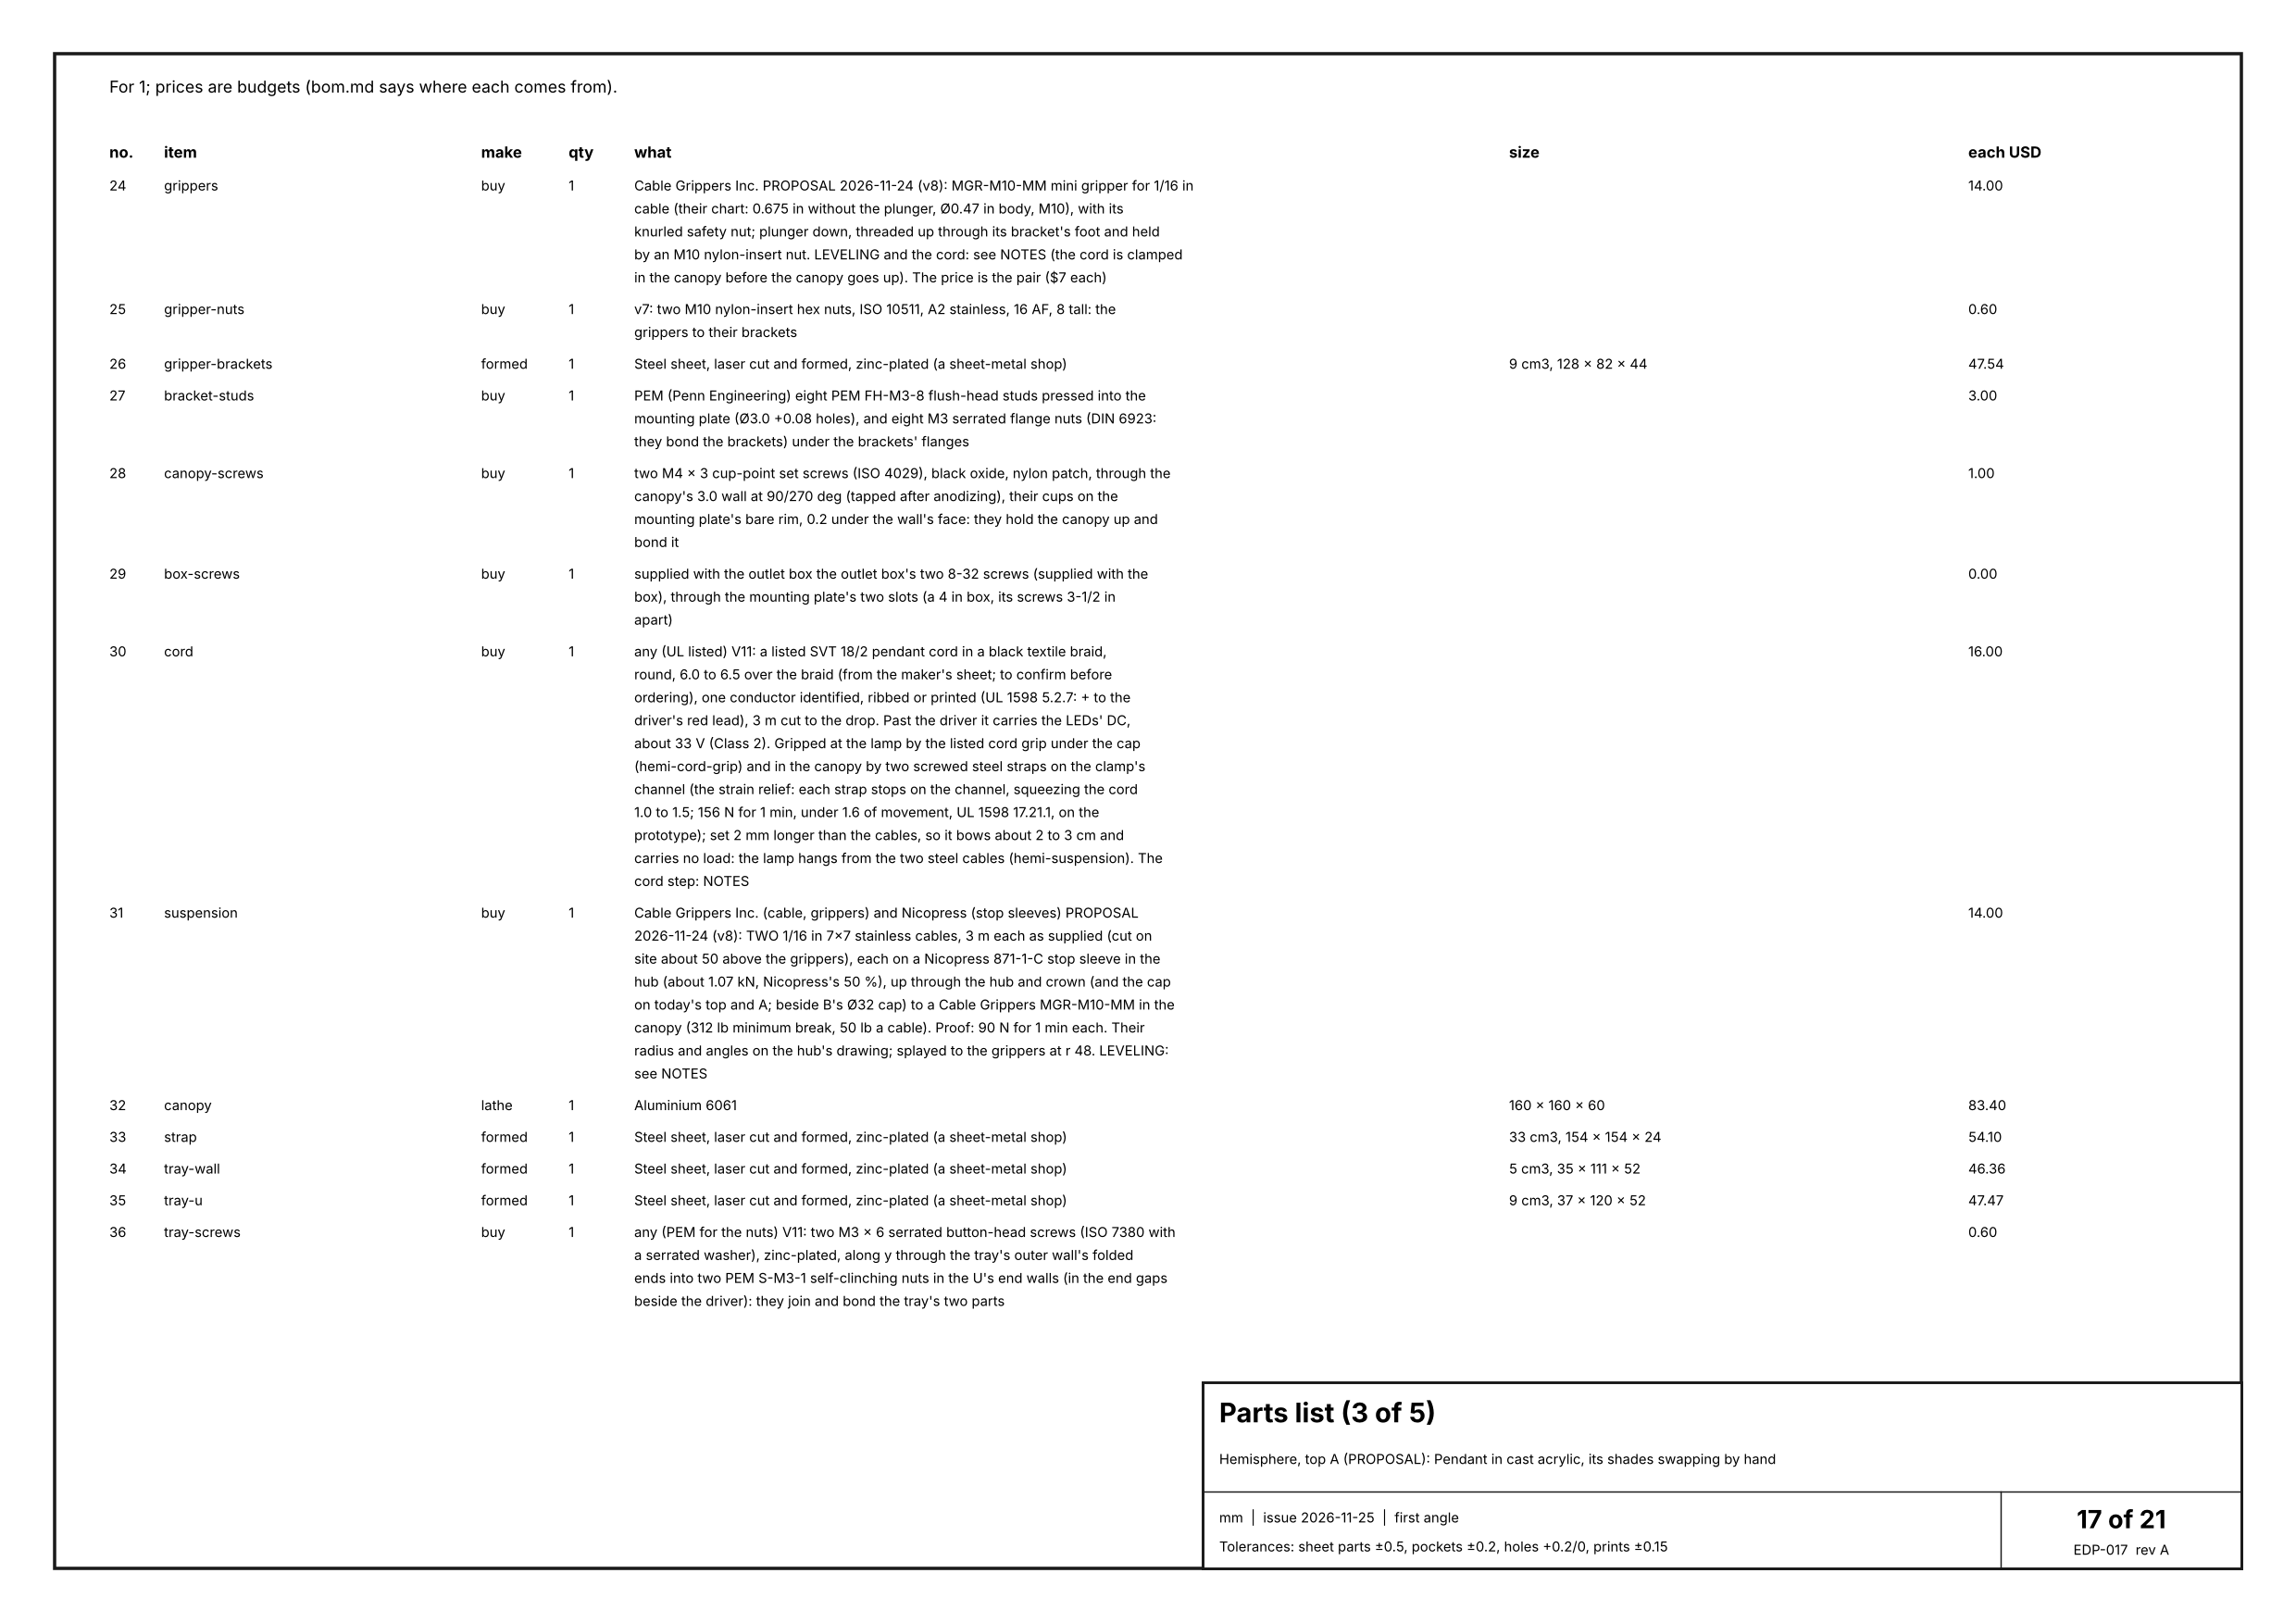 For 1; prices are budgets (bom.md says where each comes from).
no. item make qty what size each USD
24 grippers buy 1 Cable Grippers Inc. PROPOSAL 2026-11-24 (v8): MGR-M10-MM mini gripper for 1/16 in 14.00
cable (their chart: 0.675 in without the plunger, Ø0.47 in body, M10), with its
knurled safety nut; plunger down, threaded up through its bracket's foot and held
by an M10 nylon-insert nut. LEVELING and the cord: see NOTES (the cord is clamped
in the canopy before the canopy goes up). The price is the pair ($7 each)
25 gripper-nuts buy 1 v7: two M10 nylon-insert hex nuts, ISO 10511, A2 stainless, 16 AF, 8 tall: the 0.60
grippers to their brackets
26 gripper-brackets formed 1 Steel sheet, laser cut and formed, zinc-plated (a sheet-metal shop) 9 cm3, 128 × 82 × 44 47.54
27 bracket-studs buy 1 PEM (Penn Engineering) eight PEM FH-M3-8 flush-head studs pressed into the 3.00
mounting plate (Ø3.0 +0.08 holes), and eight M3 serrated flange nuts (DIN 6923:
they bond the brackets) under the brackets' flanges
28 canopy-screws buy 1 two M4 × 3 cup-point set screws (ISO 4029), black oxide, nylon patch, through the 1.00
canopy's 3.0 wall at 90/270 deg (tapped after anodizing), their cups on the
mounting plate's bare rim, 0.2 under the wall's face: they hold the canopy up and
bond it
29 box-screws buy 1 supplied with the outlet box the outlet box's two 8-32 screws (supplied with the 0.00
box), through the mounting plate's two slots (a 4 in box, its screws 3-1/2 in
apart)
30 cord buy 1 any (UL listed) V11: a listed SVT 18/2 pendant cord in a black textile braid, 16.00
round, 6.0 to 6.5 over the braid (from the maker's sheet; to confirm before
ordering), one conductor identified, ribbed or printed (UL 1598 5.2.7: + to the
driver's red lead), 3 m cut to the drop. Past the driver it carries the LEDs' DC,
about 33 V (Class 2). Gripped at the lamp by the listed cord grip under the cap
(hemi-cord-grip) and in the canopy by two screwed steel straps on the clamp's
channel (the strain relief: each strap stops on the channel, squeezing the cord
1.0 to 1.5; 156 N for 1 min, under 1.6 of movement, UL 1598 17.21.1, on the
prototype); set 2 mm longer than the cables, so it bows about 2 to 3 cm and
carries no load: the lamp hangs from the two steel cables (hemi-suspension). The
cord step: NOTES
31 suspension buy 1 Cable Grippers Inc. (cable, grippers) and Nicopress (stop sleeves) PROPOSAL 14.00
2026-11-24 (v8): TWO 1/16 in 7×7 stainless cables, 3 m each as supplied (cut on
site about 50 above the grippers), each on a Nicopress 871-1-C stop sleeve in the
hub (about 1.07 kN, Nicopress's 50 %), up through the hub and crown (and the cap
on today's top and A; beside B's Ø32 cap) to a Cable Grippers MGR-M10-MM in the
canopy (312 lb minimum break, 50 lb a cable). Proof: 90 N for 1 min each. Their
radius and angles on the hub's drawing; splayed to the grippers at r 48. LEVELING:
see NOTES
32 canopy lathe 1 Aluminium 6061 160 × 160 × 60 83.40
33 strap formed 1 Steel sheet, laser cut and formed, zinc-plated (a sheet-metal shop) 33 cm3, 154 × 154 × 24 54.10
34 tray-wall formed 1 Steel sheet, laser cut and formed, zinc-plated (a sheet-metal shop) 5 cm3, 35 × 111 × 52 46.36
35 tray-u formed 1 Steel sheet, laser cut and formed, zinc-plated (a sheet-metal shop) 9 cm3, 37 × 120 × 52 47.47
36 tray-screws buy 1 any (PEM for the nuts) V11: two M3 × 6 serrated button-head screws (ISO 7380 with 0.60
a serrated washer), zinc-plated, along y through the tray's outer wall's folded
ends into two PEM S-M3-1 self-clinching nuts in the U's end walls (in the end gaps
beside the driver): they join and bond the tray's two parts
Parts list (3 of 5)
Hemisphere, top A (PROPOSAL): Pendant in cast acrylic, its shades swapping by hand
mm | issue 2026-11-25 | first angle
Tolerances: sheet parts ±0.5, pockets ±0.2, holes +0.2/0, prints ±0.15
17 of 21
EDP-017 rev A